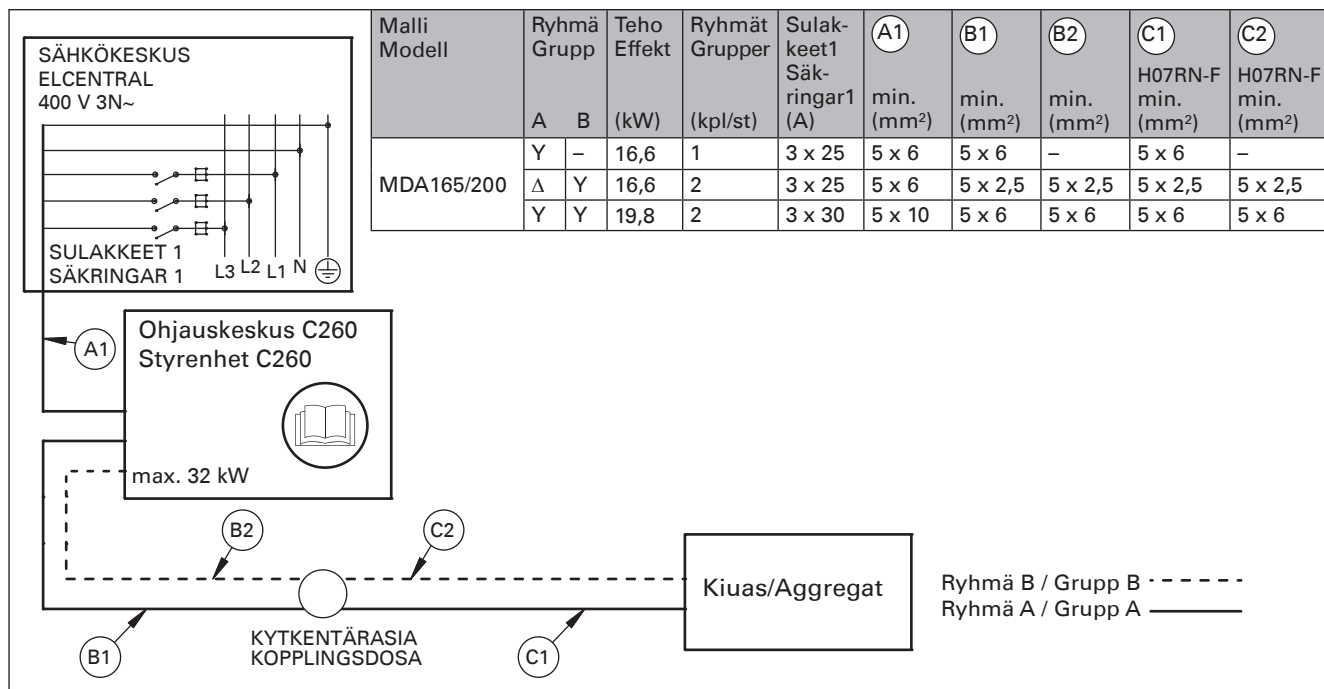 SÄHKÖKESKUS
ELCENTRAL
400 V 3N~
SULAKKEET 1
SÄKRINGAR 1
L3 L2 L1 N
Malli Ryhmä Teho Ryhmät Sulak- A1 B1 B2 C1 C2
Modell Grupp Effekt Grupper keet1
Säk- H07RN-F H07RN-F
ringar1 min. min. min. min. min.
A B (kW) (kpl/st) (A) (mm²) (mm²) (mm²) (mm²) (mm²)
MDA165/200
Y – 16,6 1 3 x 25 5 x 6 5 x 6 – 5 x 6 –
Δ Y 16,6 2 3 x 25 5 x 6 5 x 2,5 5 x 2,5 5 x 2,5 5 x 2,5
Y Y 19,8 2 3 x 30 5 x 10 5 x 6 5 x 6 5 x 6 5 x 6
A1
Ohjauskeskus C260
Styrenhet C260
max. 32 kW
B2
C2
Kiuas/Aggregat
Ryhmä B / Grupp B
Ryhmä A / Grupp A
B1
KYTKENTÄRASIA
KOPPLINGSDOSA
C1